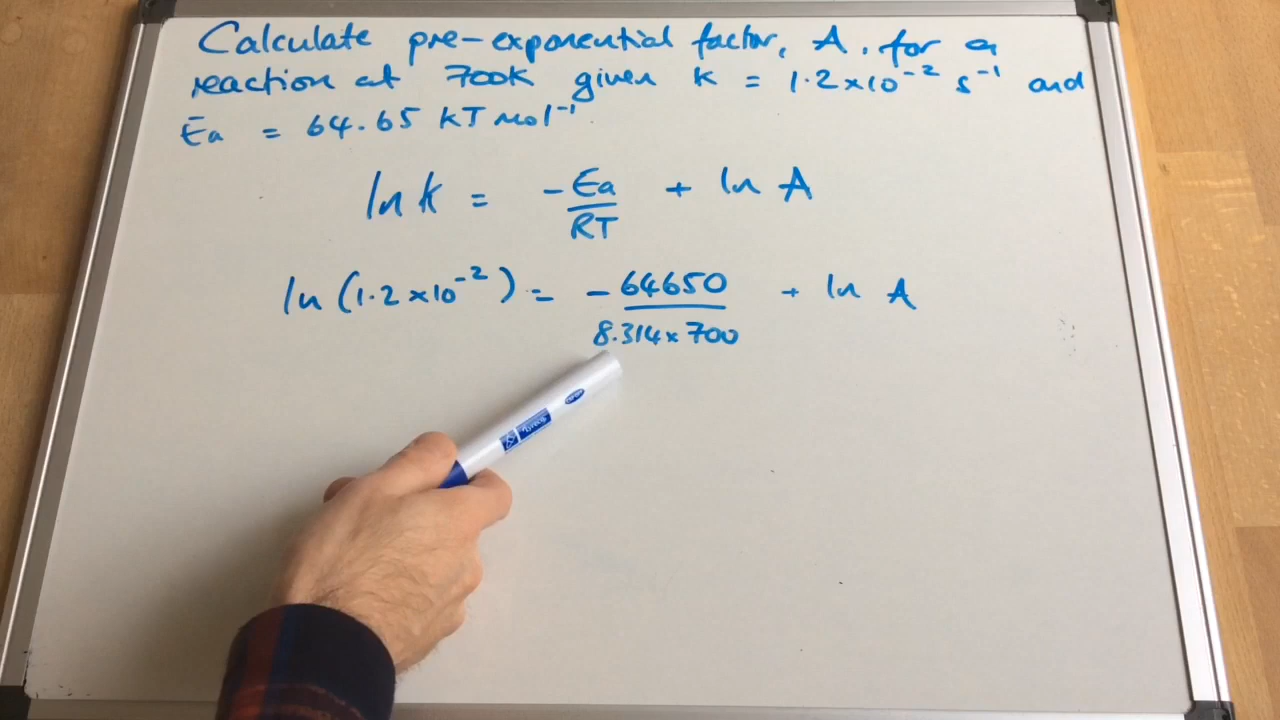 Calculate pre-exponential factor, A, for a
reaction at 700K given k = 1.2×10⁻² s⁻¹ and
Ea = 64.65 kJ mol⁻¹
ln k = -Ea/RT + ln A
ln (1.2×10⁻²) = -64650/8.314×700 + ln A